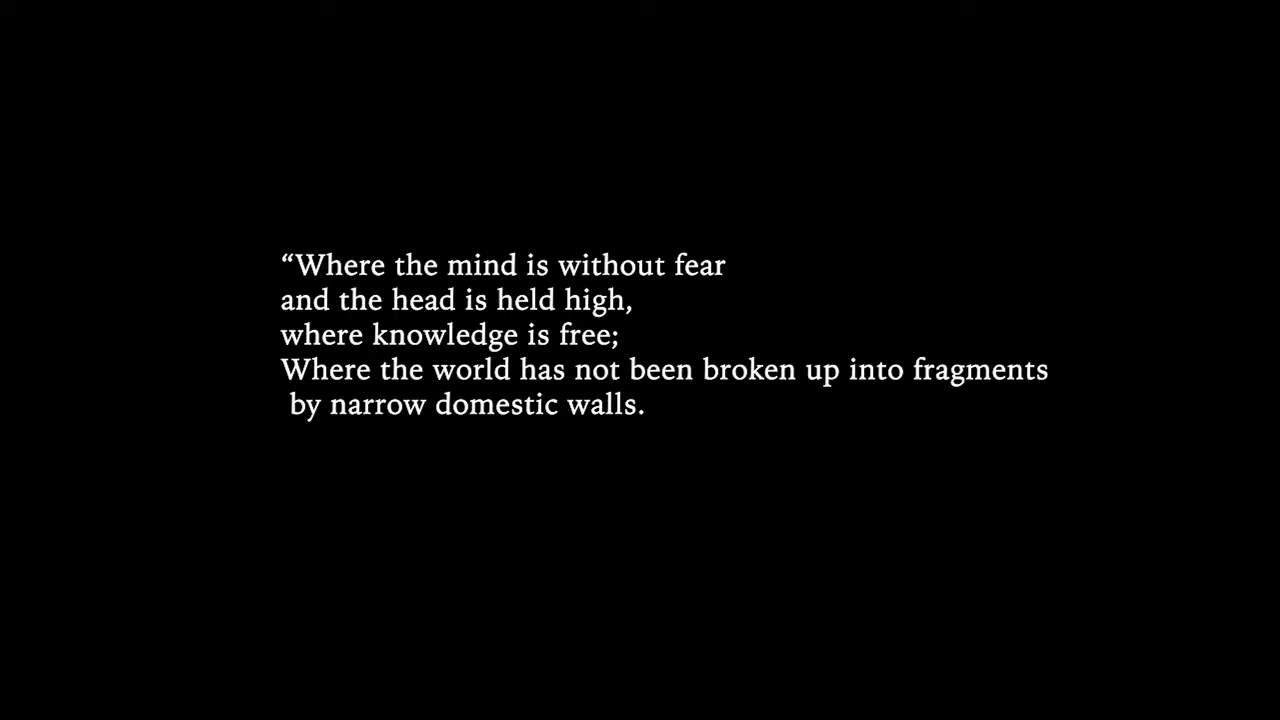 “Where the mind is without fear
and the head is held high,
where knowledge is free;
Where the world has not been broken up into fragments
by narrow domestic walls.